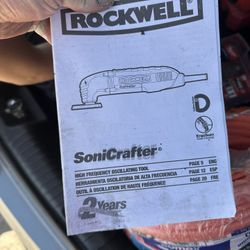 ROCKWELL
SoniCrafter®
HIGH FREQUENCY OSCILLATING TOOL PAGE 5 ENG
HERRAMIENTA OSCILATORIA DE ALTA FRECUENCIA PAGE 12 ESP
OUTIL À OSCILLATION DE HAUTE FRÉQUENCE PAGE 20 FRE
2 Years